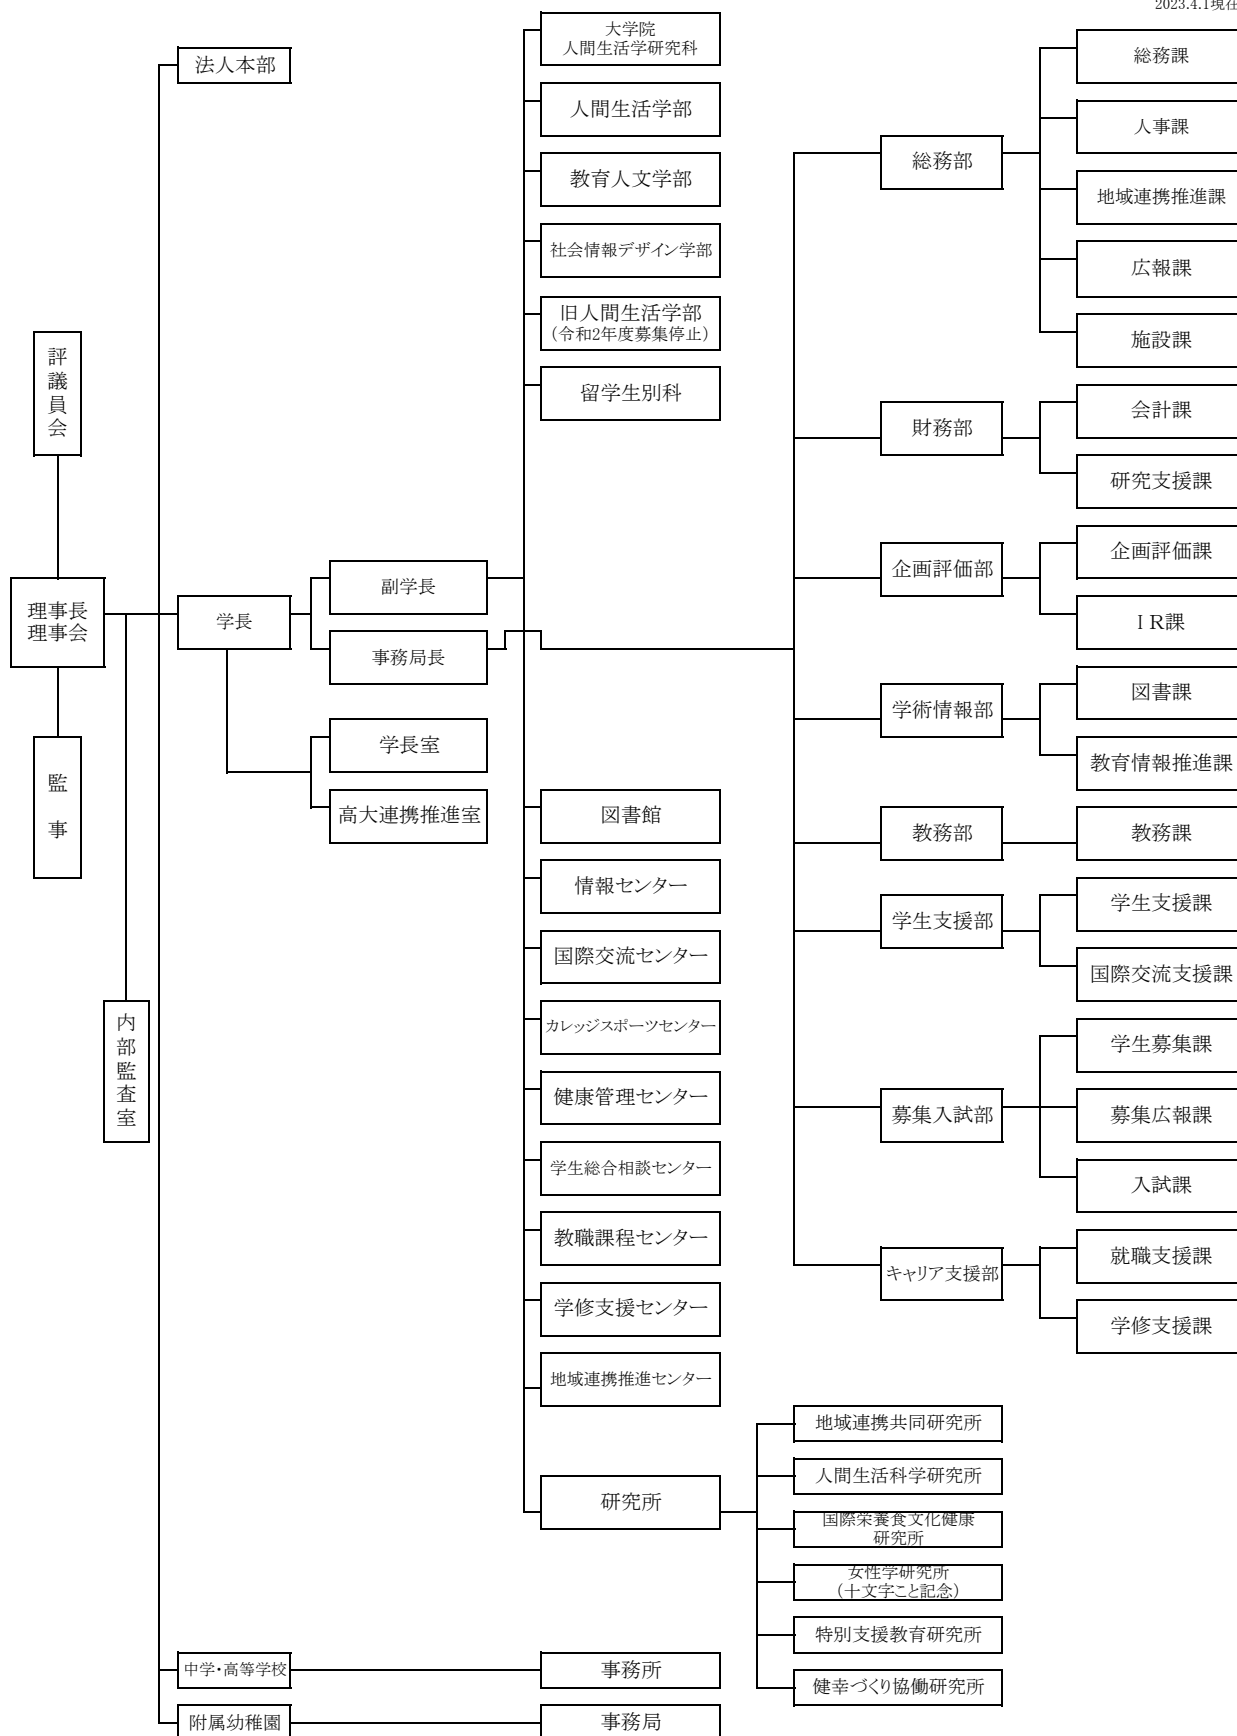 2023.4.1現在
法人本部
評議員会
理事長
理事会
監事
内部監査室
学長
副学長
事務局長
学長室
高大連携推進室
中学・高等学校
附属幼稚園
大学院
人間生活学研究科
人間生活学部
教育人文学部
社会情報デザイン学部
旧人間生活学部
（令和2年度募集停止）
留学生別科
図書館
情報センター
国際交流センター
カレッジスポーツセンター
健康管理センター
学生総合相談センター
教職課程センター
学修支援センター
地域連携推進センター
研究所
事務所
事務局
総務部
財務部
企画評価部
学術情報部
教務部
学生支援部
募集入試部
キャリア支援部
地域連携共同研究所
人間生活科学研究所
国際栄養食文化健康
研究所
女性学研究所
（十文字こと記念）
特別支援教育研究所
健幸づくり協働研究所
総務課
人事課
地域連携推進課
広報課
施設課
会計課
研究支援課
企画評価課
ＩＲ課
図書課
教育情報推進課
教務課
学生支援課
国際交流支援課
学生募集課
募集広報課
入試課
就職支援課
学修支援課